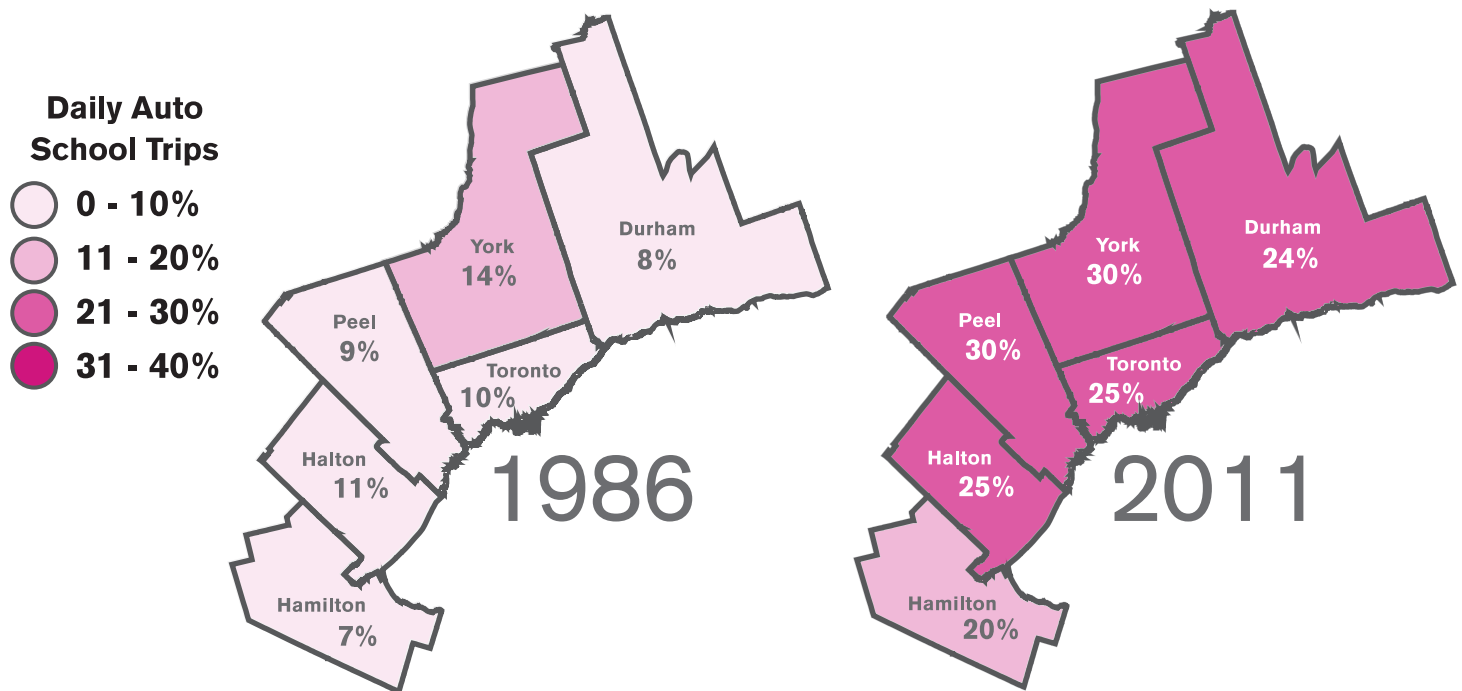 Daily Auto
School Trips
0 - 10%
11 - 20%
21 - 30%
31 - 40%
York
14%
Durham
8%
Peel
9%
Toronto
10%
Halton
11%
Hamilton
7%
1986
York
30%
Durham
24%
Peel
30%
Toronto
25%
Halton
25%
Hamilton
20%
2011